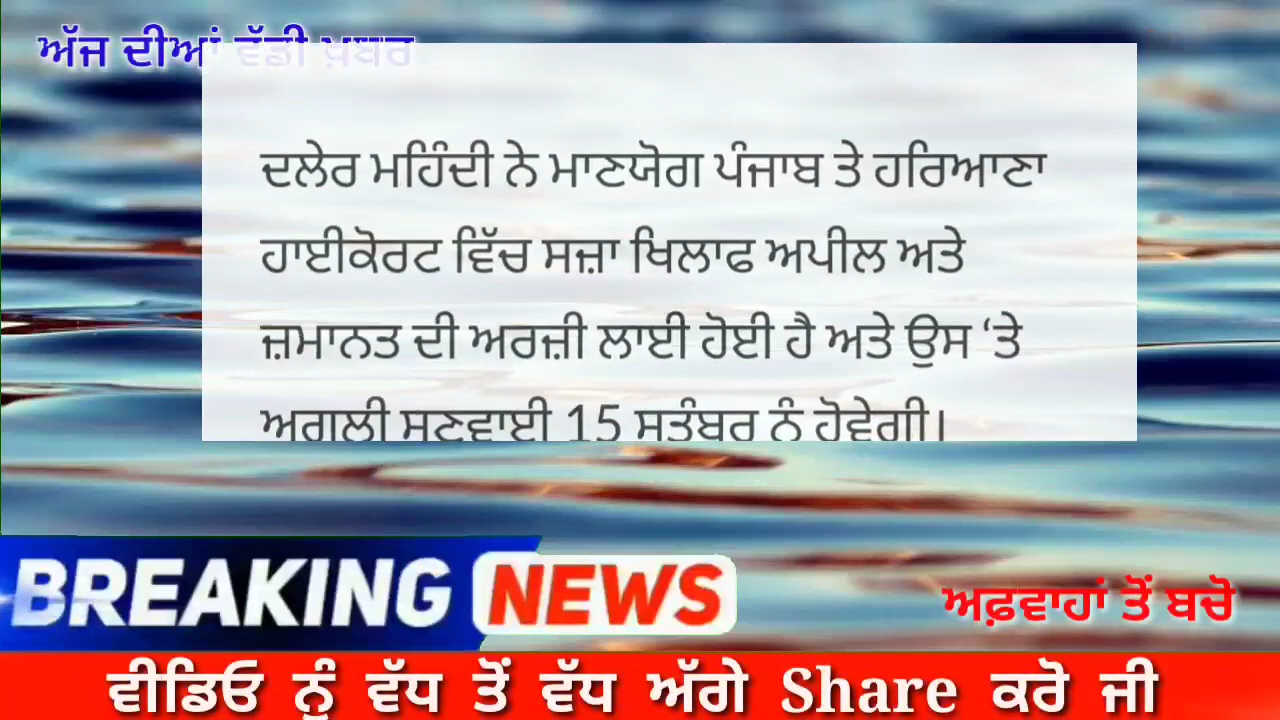 ਅੱਜ ਦੀਆਂ ਵੱਡੀ ਖ਼ਬਰ
ਦਲੇਰ ਮਹਿੰਦੀ ਨੇ ਮਾਣਯੋਗ ਪੰਜਾਬ ਤੇ ਹਰਿਆਣਾ
ਹਾਈਕੋਰਟ ਵਿੱਚ ਸਜ਼ਾ ਖਿਲਾਫ ਅਪੀਲ ਅਤੇ
ਜ਼ਮਾਨਤ ਦੀ ਅਰਜ਼ੀ ਲਾਈ ਹੋਈ ਹੈ ਅਤੇ ਉਸ ‘ਤੇ
ਅਗਲੀ ਸੁਣਵਾਈ 15 ਸਤੰਬਰ ਨੂੰ ਹੋਵੇਗੀ।
BREAKING NEWS
ਅਫ਼ਵਾਹਾਂ ਤੋਂ ਬਚੋ
ਵੀਡਿਓ ਨੂੰ ਵੱਧ ਤੋਂ ਵੱਧ ਅੱਗੇ Share ਕਰੋ ਜੀ